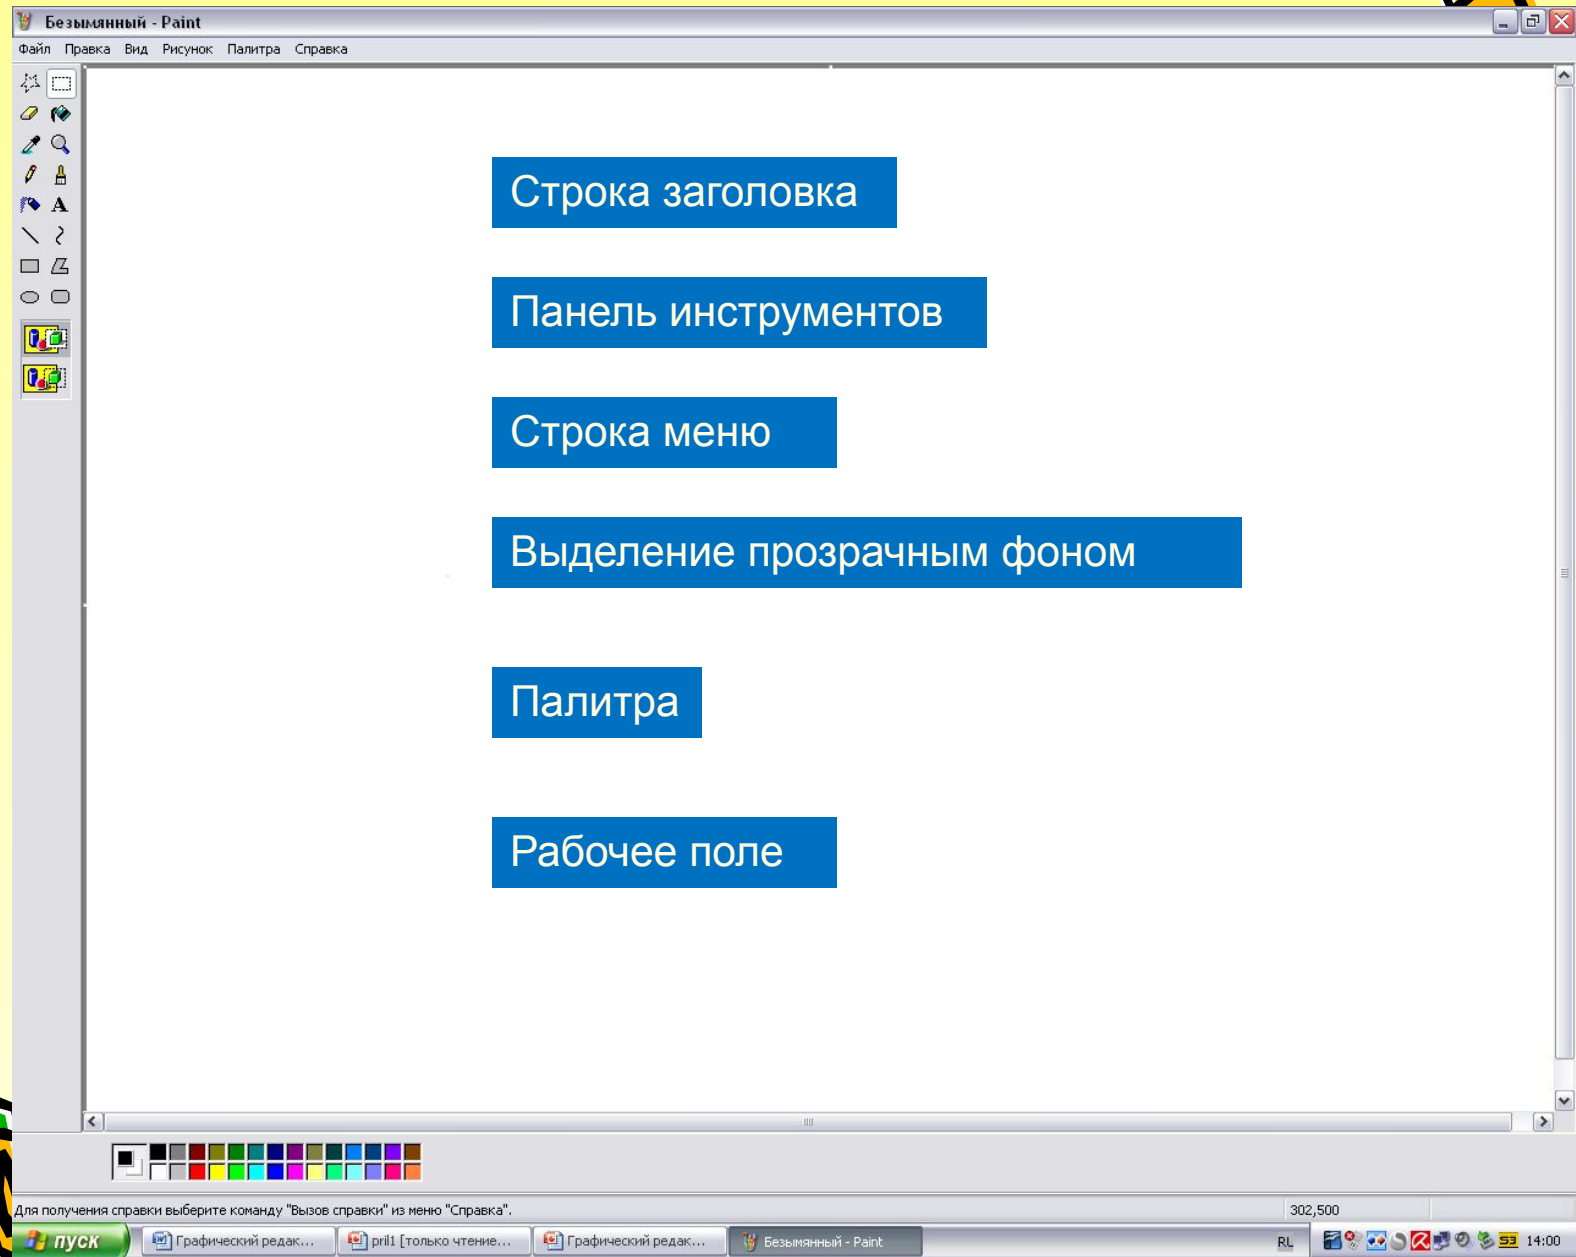 Безымянный - Paint
Файл Правка Вид Рисунок Палитра Справка
A
Строка заголовка
Панель инструментов
Строка меню
Выделение прозрачным фоном
Палитра
Рабочее поле
Для получения справки выберите команду "Вызов справки" из меню "Справка".
302,500
пуск
Графический редак...
pril1 [только чтение...
Графический редак...
Безымянный - Paint
RL
53
14:00